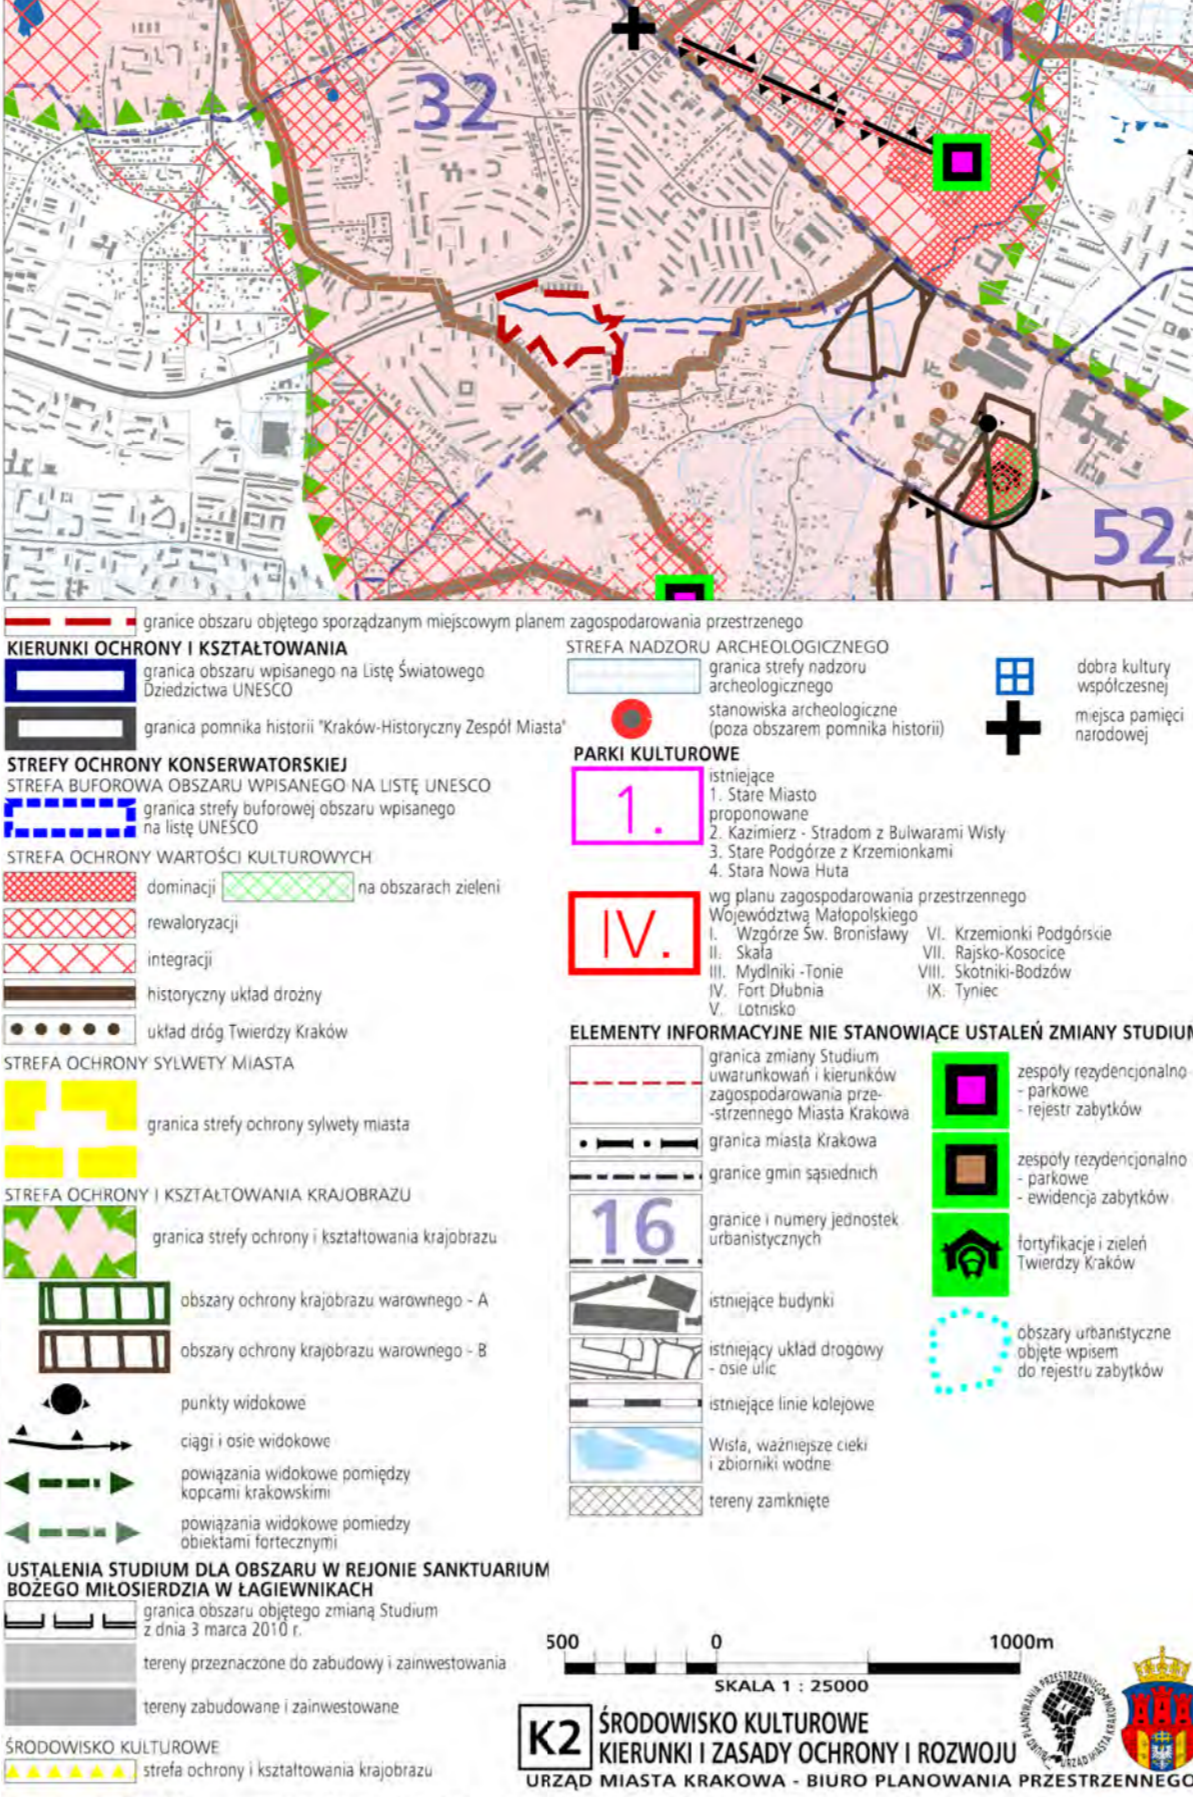 32
31
52
granice obszaru objętego sporządzanym miejscowym planem zagospodarowania przestrzenego
KIERUNKI OCHRONY I KSZTAŁTOWANIA
granica obszaru wpisanego na Listę Światowego
Dziedzictwa UNESCO
granica pomnika historii "Kraków-Historyczny Zespół Miasta"
STREFY OCHRONY KONSERWATORSKIEJ
STREFA BUFOROWA OBSZARU WPISANEGO NA LISTĘ UNESCO
granica strefy buforowej obszaru wpisanego
na listę UNESCO
STREFA OCHRONY WARTOŚCI KULTUROWYCH
dominacji
na obszarach zieleni
rewaloryzacji
integracji
historyczny układ drożny
układ dróg Twierdzy Kraków
STREFA OCHRONY SYLWETY MIASTA
granica strefy ochrony sylwety miasta
STREFA OCHRONY I KSZTAŁTOWANIA KRAJOBRAZU
granica strefy ochrony i kształtowania krajobrazu
obszary ochrony krajobrazu warownego - A
obszary ochrony krajobrazu warownego - B
punkty widokowe
ciągi i osie widokowe
powiązania widokowe pomiędzy
kopcami krakowskimi
powiązania widokowe pomiedzy
obiektami fortecznymi
USTALENIA STUDIUM DLA OBSZARU W REJONIE SANKTUARIUM
BOŻEGO MIŁOSIERDZIA W ŁAGIEWNIKACH
granica obszaru objętego zmianą Studium
z dnia 3 marca 2010 r.
tereny przeznaczone do zabudowy i zainwestowania
tereny zabudowane i zainwestowane
ŚRODOWISKO KULTUROWE
strefa ochrony i kształtowania krajobrazu
STREFA NADZORU ARCHEOLOGICZNEGO
granica strefy nadzoru
archeologicznego
stanowiska archeologiczne
(poza obszarem pomnika historii)
dobra kultury
współczesnej
miejsca pamięci
narodowej
PARKI KULTUROWE
1.
istniejące
1. Stare Miasto
proponowane
2. Kazimierz - Stradom z Bulwarami Wisły
3. Stare Podgórze z Krzemionkami
4. Stara Nowa Huta
IV.
wg planu zagospodarowania przestrzennego
Województwa Małopolskiego
I. Wzgórze Św. Bronisławy
II. Skała
III. Mydlniki -Tonie
IV. Fort Dłubnia
V. Lotnisko
VI. Krzemionki Podgórskie
VII. Rajsko-Kosocice
VIII. Skotniki-Bodzów
IX. Tyniec
ELEMENTY INFORMACYJNE NIE STANOWIĄCE USTALEŃ ZMIANY STUDIUM
granica zmiany Studium
uwarunkowań i kierunków
zagospodarowania prze-
-strzennego Miasta Krakowa
granica miasta Krakowa
granice gmin sąsiednich
16
granice i numery jednostek
urbanistycznych
istniejące budynki
istniejący układ drogowy
- osie ulic
istniejące linie kolejowe
Wisła, ważniejsze cieki
i zbiorniki wodne
tereny zamknięte
zespoły rezydencjonalno
- parkowe
- rejestr zabytków
zespoły rezydencjonalno
- parkowe
- ewidencja zabytków
fortyfikacje i zieleń
Twierdzy Kraków
obszary urbanistyczne
objęte wpisem
do rejestru zabytków
500 0 1000m
SKALA 1 : 25000
K2
ŚRODOWISKO KULTUROWE
KIERUNKI I ZASADY OCHRONY I ROZWOJU
BIURO PLANOWANIA PRZESTRZENNEGO
URZĄD MIASTA KRAKOWA
URZĄD MIASTA KRAKOWA - BIURO PLANOWANIA PRZESTRZENNEGO